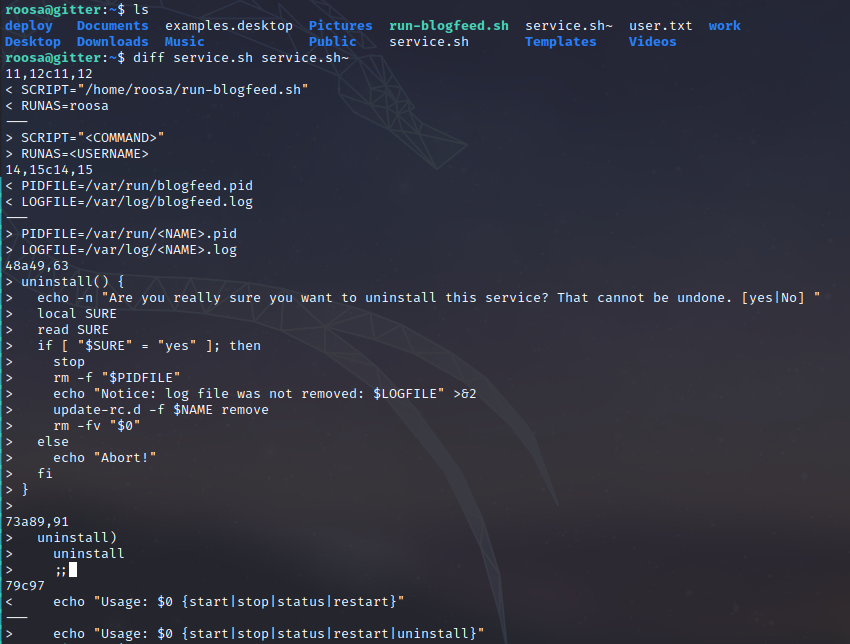 roosa@gitter:~$ ls
deploy Documents examples.desktop Pictures run-blogfeed.sh service.sh~ user.txt work
Desktop Downloads Music Public service.sh Templates Videos
roosa@gitter:~$ diff service.sh service.sh~
11,12c11,12
< SCRIPT="/home/roosa/run-blogfeed.sh"
< RUNAS=roosa
---
> SCRIPT="<COMMAND>"
> RUNAS=<USERNAME>
14,15c14,15
< PIDFILE=/var/run/blogfeed.pid
< LOGFILE=/var/log/blogfeed.log
---
> PIDFILE=/var/run/<NAME>.pid
> LOGFILE=/var/log/<NAME>.log
48a49,63
> uninstall() {
>   echo -n "Are you really sure you want to uninstall this service? That cannot be undone. [yes|No] "
>   local SURE
>   read SURE
>   if [ "$SURE" = "yes" ]; then
>     stop
>     rm -f "$PIDFILE"
>     echo "Notice: log file was not removed: $LOGFILE" >&2
>     update-rc.d -f $NAME remove
>     rm -fv "$0"
>   else
>     echo "Abort!"
>   fi
> }
>
73a89,91
>   uninstall)
>     uninstall
>     ;;
79c97
<     echo "Usage: $0 {start|stop|status|restart}"
---
>     echo "Usage: $0 {start|stop|status|restart|uninstall}"